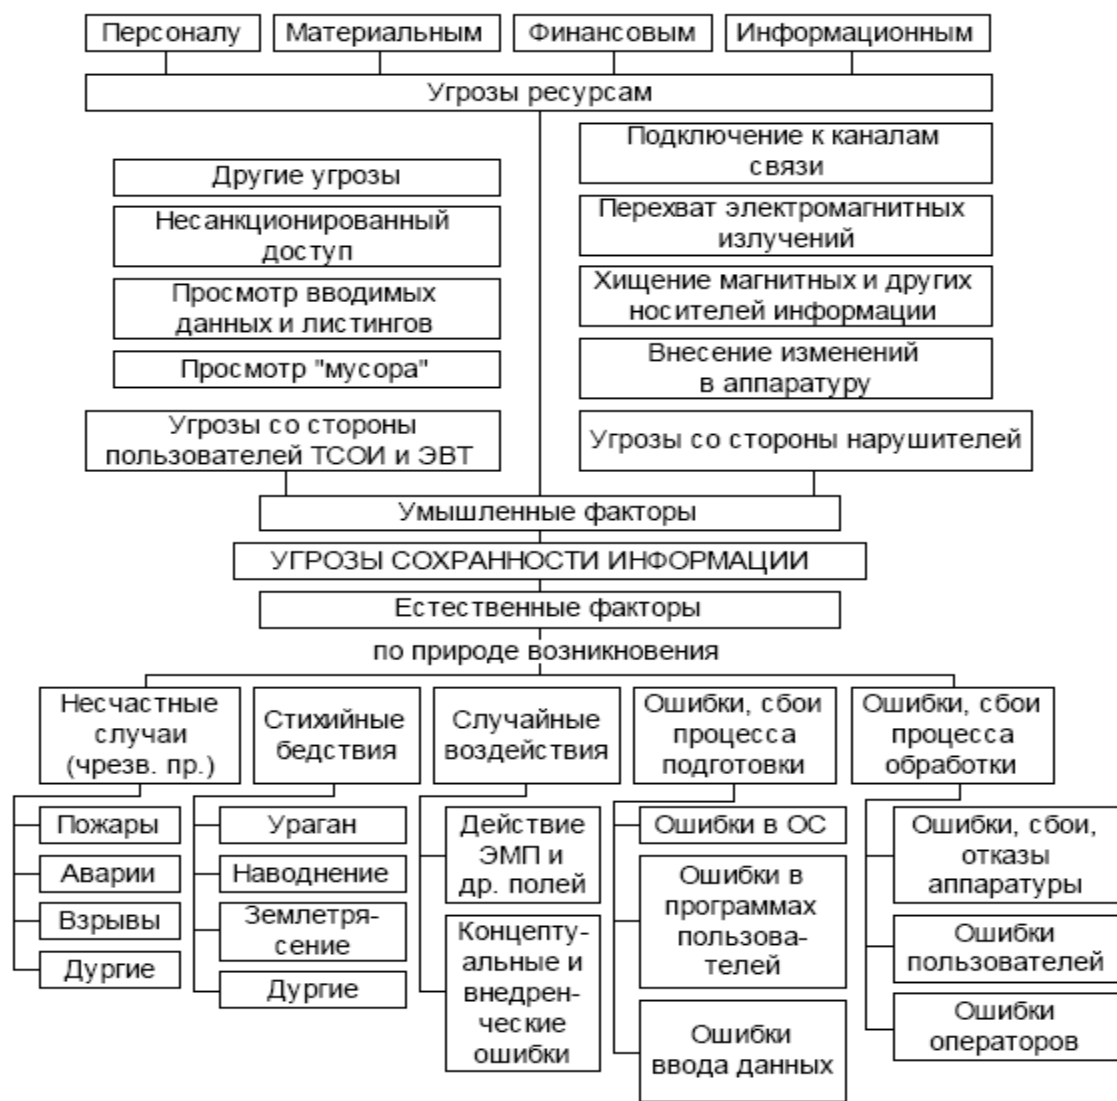 Персоналу
Материальным
Финансовым
Информационным
Угрозы ресурсам
Другие угрозы
Несанкционированный
доступ
Просмотр вводимых
данных и листингов
Просмотр "мусора"
Угрозы со стороны
пользователей ТСОИ и ЭВТ
Подключение к каналам
связи
Перехват электромагнитных
излучений
Хищение магнитных и других
носителей информации
Внесение изменений
в аппаратуру
Угрозы со стороны нарушителей
Умышленные факторы
УГРОЗЫ СОХРАННОСТИ ИНФОРМАЦИИ
Естественные факторы
по природе возникновения
Несчастные
случаи
(чрезв. пр.)
Пожары
Аварии
Взрывы
Дургие
Стихийные
бедствия
Ураган
Наводнение
Землетря-
сение
Дургие
Случайные
воздействия
Действие
ЭМП и
др. полей
Концепту-
альные и
внедрен-
ческие
ошибки
Ошибки, сбои
процесса
подготовки
Ошибки в ОС
Ошибки в
программах
пользова-
телей
Ошибки
ввода данных
Ошибки, сбои
процесса
обработки
Ошибки, сбои,
отказы
аппаратуры
Ошибки
пользователей
Ошибки
операторов